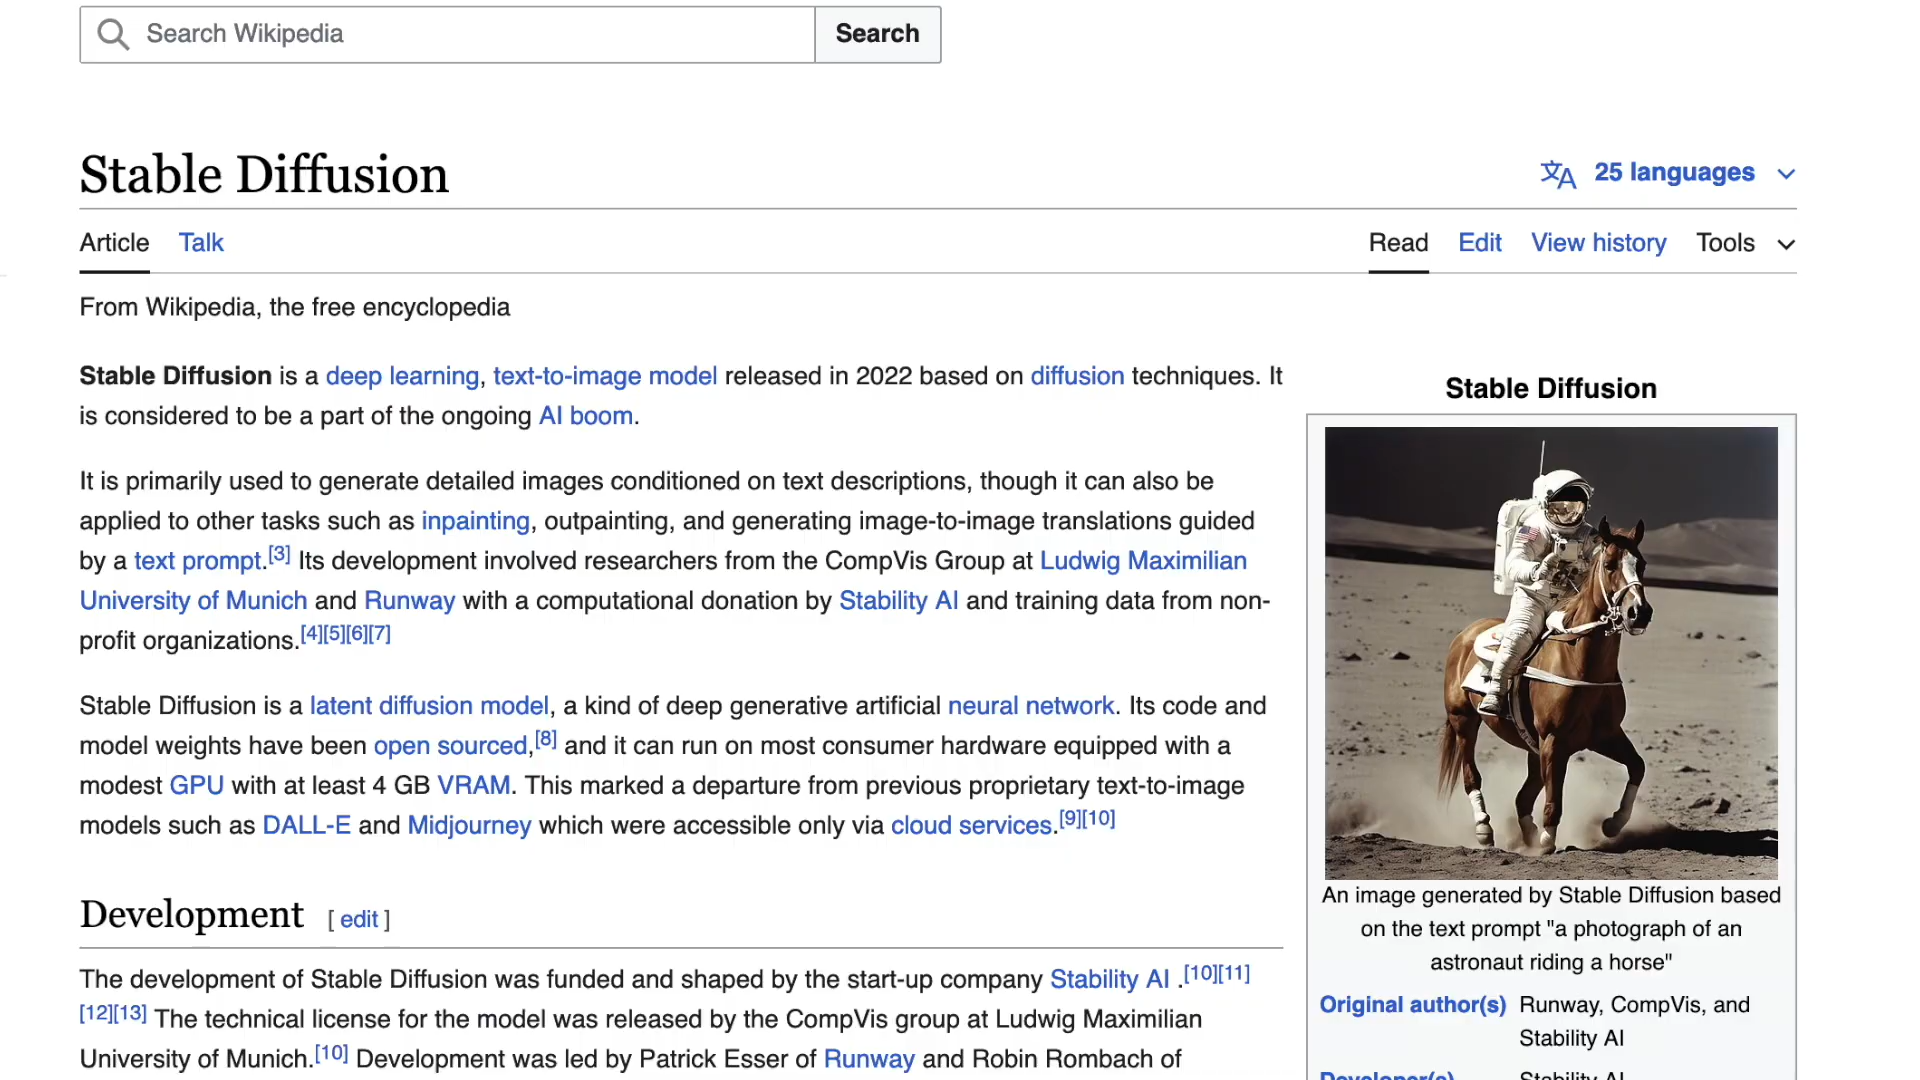 Search Wikipedia
Search
Stable Diffusion
文A 25 languages
Article Talk
Read Edit View history Tools
From Wikipedia, the free encyclopedia
Stable Diffusion is a deep learning, text-to-image model released in 2022 based on diffusion techniques. It
is considered to be a part of the ongoing AI boom.
It is primarily used to generate detailed images conditioned on text descriptions, though it can also be
applied to other tasks such as inpainting, outpainting, and generating image-to-image translations guided
by a text prompt.[3] Its development involved researchers from the CompVis Group at Ludwig Maximilian
University of Munich and Runway with a computational donation by Stability AI and training data from non-
profit organizations.[4][5][6][7]
Stable Diffusion is a latent diffusion model, a kind of deep generative artificial neural network. Its code and
model weights have been open sourced,[8] and it can run on most consumer hardware equipped with a
modest GPU with at least 4 GB VRAM. This marked a departure from previous proprietary text-to-image
models such as DALL-E and Midjourney which were accessible only via cloud services.[9][10]
Development [ edit ]
The development of Stable Diffusion was funded and shaped by the start-up company Stability AI .[10][11]
[12][13] The technical license for the model was released by the CompVis group at Ludwig Maximilian
University of Munich.[10] Development was led by Patrick Esser of Runway and Robin Rombach of
Stable Diffusion
An image generated by Stable Diffusion based
on the text prompt "a photograph of an
astronaut riding a horse"
Original author(s) Runway, CompVis, and
Stability AI
Developer(s) Stability AI